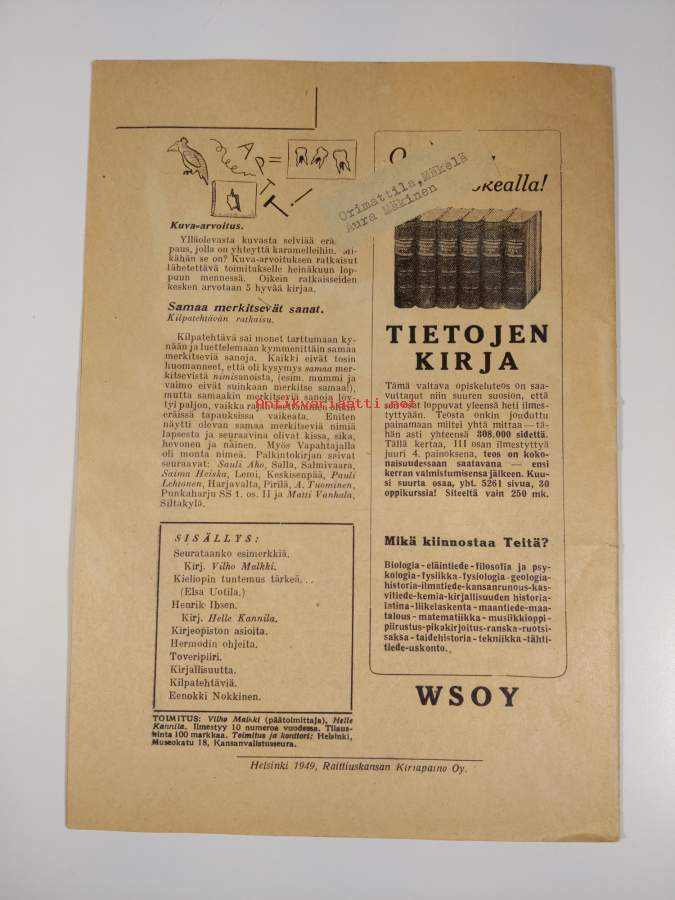 neen
APTT!
=
Kuva-arvoitus.
Ylläolevasta kuvasta selviää erä
paus, jolla on yhteyttä karamelleihin.
kähän se on? Kuva-arvoituksen ratkaisut
lähetettävä toimitukselle heinäkuun lop-
puun mennessä. Oikein ratkaisseiden
kesken arvotaan 5 hyvää kirjaa.
Samaa merkitsevät sanat.
Kilpatehtävän ratkaisu.
Kilpatehtävä sai monet tarttumaan ky-
nään ja luettelemaan kymmenittäin samaa
merkitseviä sanoja. Kaikki eivät tosin
huomanneet, että oli kysymys samaa mer-
kitsevistä nimisanoista, (esim. mummi ja
vaimo eivät suinkaan merkitse samaa!),
mutta samaakin merkitseviä sanoja löy-
tyi paljon, vaikka rajan asettaminen olikin
eräissä tapauksissa vaikeata. Eniten
näytti olevan samaa merkitseviä nimiä
lapsesta ja seuraavina olivat kissa, sika,
hevonen ja näinen. Myös Vapahtajalla
oli monta nimeä. Palkintokirjan saivat
seuraavat: Sauli Aho, Salla, Salmivaara,
Saima Heiska, Lemi, Keskisenpää, Pauli
Lehtonen, Harjavalta, Pirilä, A. Tuominen,
Punkaharju SS 1. os. II ja Matti Vanhala,
Siltakylä.
SISÄLLYS:
Seurataanko esimerkkiä.
Kirj. Vilho Malkki.
Kieliopin tuntemus tärkeä,..
(Elsa Uotila.)
Henrik Ibsen.
Kirj. Helle Kannila.
Kirjeopiston asioita.
Hermodin ohjeita.
Toveripiiri.
Kirjallisuutta.
Kilpatehtäviä.
Eenokki Nokkinen.
TOIMITUS: Vilho Malkki (päätoimittaja), Helle
Kannila. Ilmestyy 10 numeroa vuodessa. Tilaus-
hinta 100 markkaa. Toimitus ja konttori: Helsinki,
Museokatu 18, Kansanvalistusseura.
Orimattila, Mäkelä
Aura Mäkinen
kealla!
TIETOJEN
KIRJA
Tämä valtava opiskeluteos on saa-
vuttanut niin suuren suosion, että
sen osat loppuvat yleensä heti ilmes-
tyttyään. Teosta onkin jouduttu
painamaan miltei yhtä mittaa — tä-
hän asti yhteensä 308.000 sidettä.
Tällä kertaa, III osan ilmestyttyä
juuri 4. painoksena, teos on koko-
naisuudessaan saatavana — ensi
kerran valmistumisensa jälkeen. Kuu-
si suurta osaa, yht. 5261 sivua, 30
oppikurssia! Siteeltä vain 250 mk.
Mikä kiinnostaa Teitä?
Biologia - eläintiede - filosofia ja psy-
kologia - fysiikka - fysiologia - geologia-
historia-ilmatiede-kansanrunous-kas-
vitiede-kemia-kirjallisuuden historia-
latina-liikelaskenta - maantiede-maa-
talous - matematiikka - musiikkioppi-
piirustus-pikakirjoitus-ranska-ruotsi-
saksa - taidehistoria - tekniikka - tähti-
tiede-uskonto.
WSOY
Helsinki 1949, Raittiuskansan Kirjapaino Oy.
antikvariaatti.net